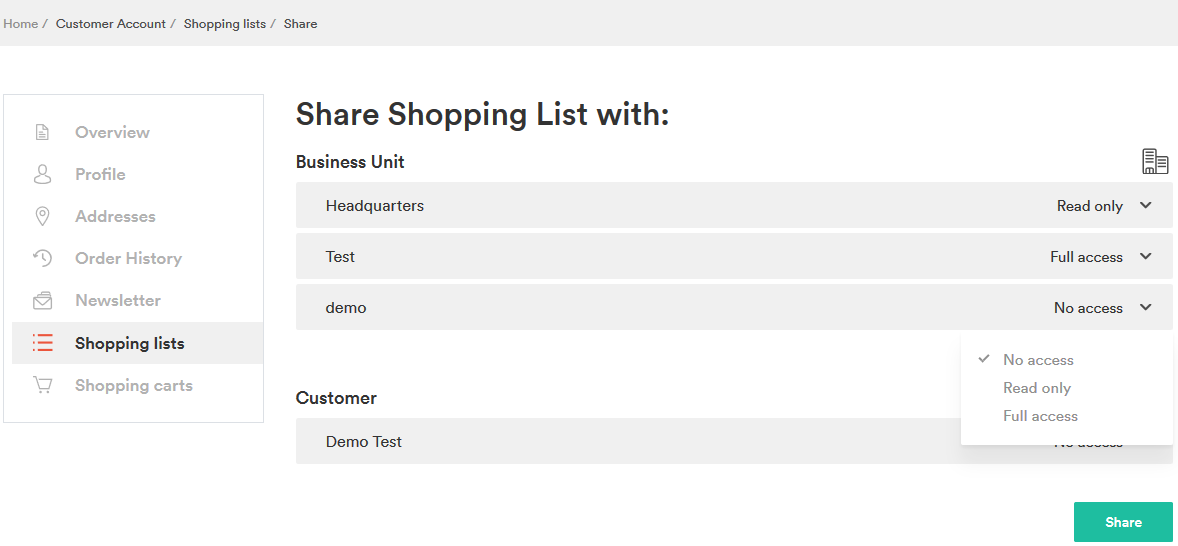 Home / Customer Account / Shopping lists / Share
Overview
Profile
Addresses
Order History
Newsletter
Shopping lists
Shopping carts
Share Shopping List with:
Business Unit
Headquarters Read only
Test Full access
demo No access
No access
Read only
Full access
Customer
Demo Test No access
Share